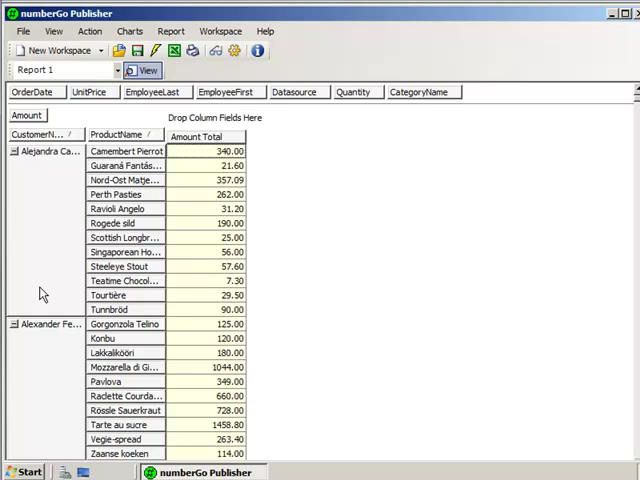 numberGo Publisher
File View Action Charts Report Workspace Help
New Workspace
Report 1 View
OrderDate UnitPrice EmployeeLast EmployeeFirst Datasource Quantity CategoryName
Amount Drop Column Fields Here
CustomerN... ProductName Amount Total
Alejandra Ca... Camembert Pierrot 340.00
Guaraná Fantás... 21.60
Nord-Ost Matje... 357.09
Perth Pasties 262.00
Ravioli Angelo 31.20
Rogede sild 190.00
Scottish Longbr... 25.00
Singaporean Ho... 56.00
Steeleye Stout 57.60
Teatime Chocol... 7.30
Tourtière 29.50
Tunnbröd 90.00
Alexander Fe... Gorgonzola Telino 125.00
Konbu 120.00
Lakkalikööri 180.00
Mozzarella di Gi... 1044.00
Pavlova 349.00
Raclette Courda... 660.00
Rössle Sauerkraut 728.00
Tarte au sucre 1458.80
Vegie-spread 263.40
Zaanse koeken 114.00
Start numberGo Publisher